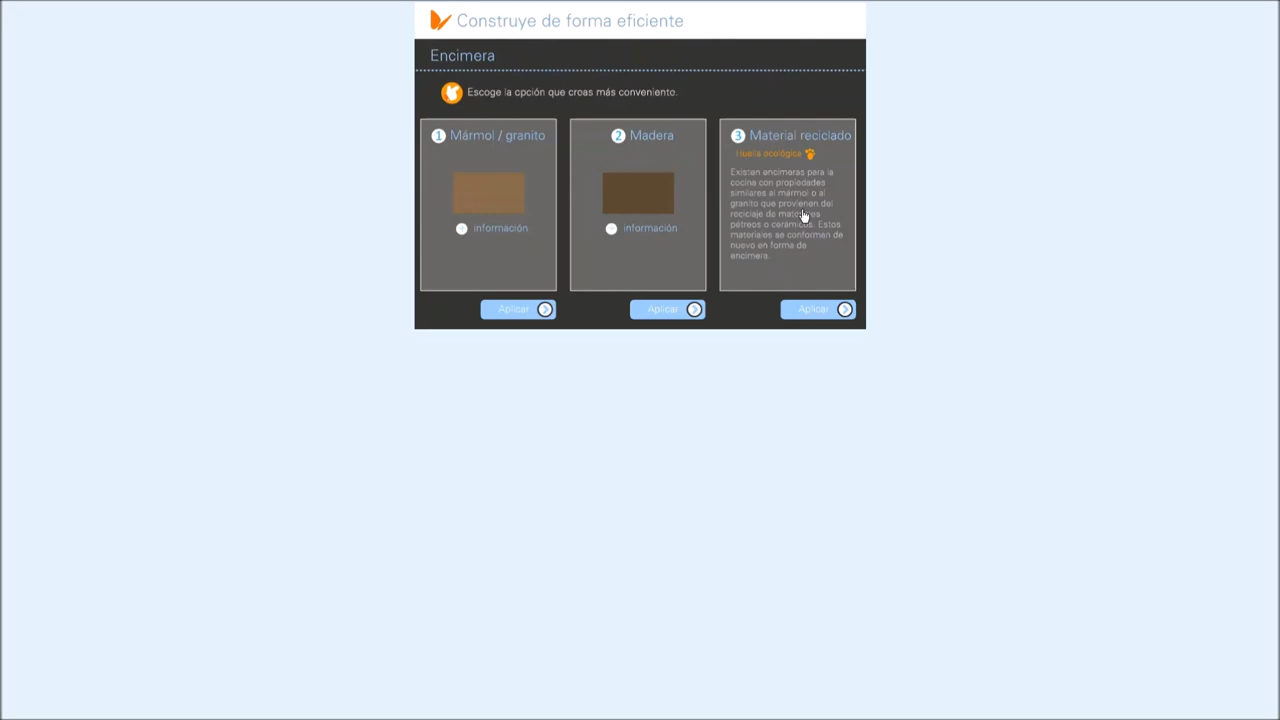 Construye de forma eficiente
Encimera
Escoge la opción que creas más conveniente.
1 Mármol / granito
información
Aplicar
2 Madera
información
Aplicar
3 Material reciclado
Huella ecológica
Existen encimeras para la
cocina con propiedades
similares al mármol o al
granito que provienen del
reciclaje de materiales
pétreos o cerámicos. Estos
materiales se conforman de
nuevo en forma de
encimera.
Aplicar